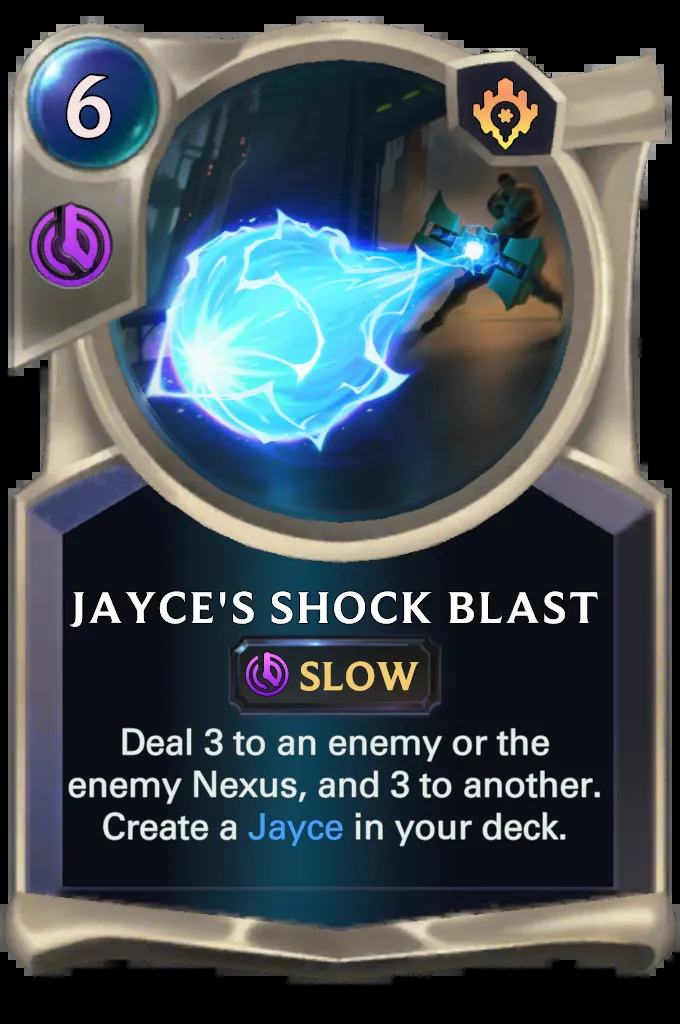 6
JAYCE'S SHOCK BLAST
SLOW
Deal 3 to an enemy or the
enemy Nexus, and 3 to another.
Create a Jayce in your deck.